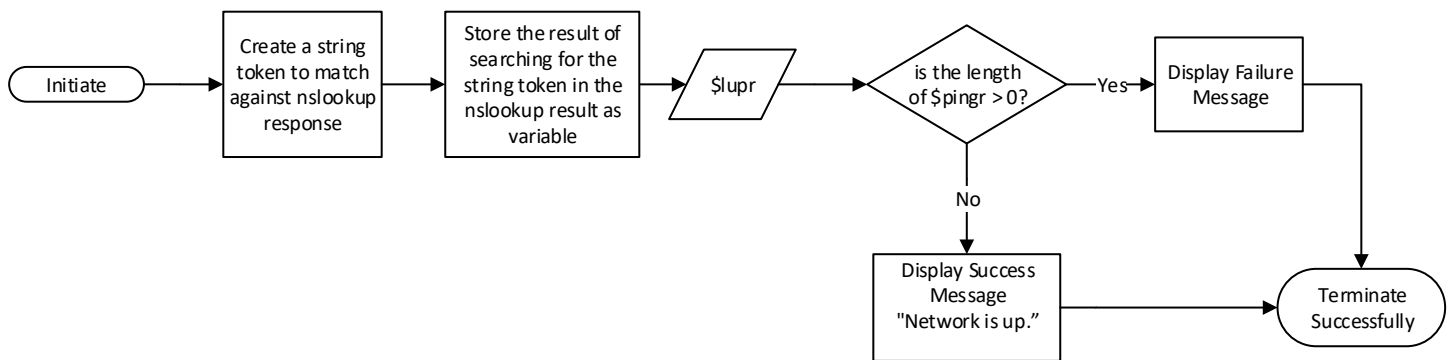 Initiate
Create a string
token to match
against nslookup
response
Store the result of
searching for the
string token in the
nslookup result as
variable
$lupr
is the length
of $pingr > 0?
Yes
Display Failure
Message
No
Display Success
Message
"Network is up.”
Terminate
Successfully